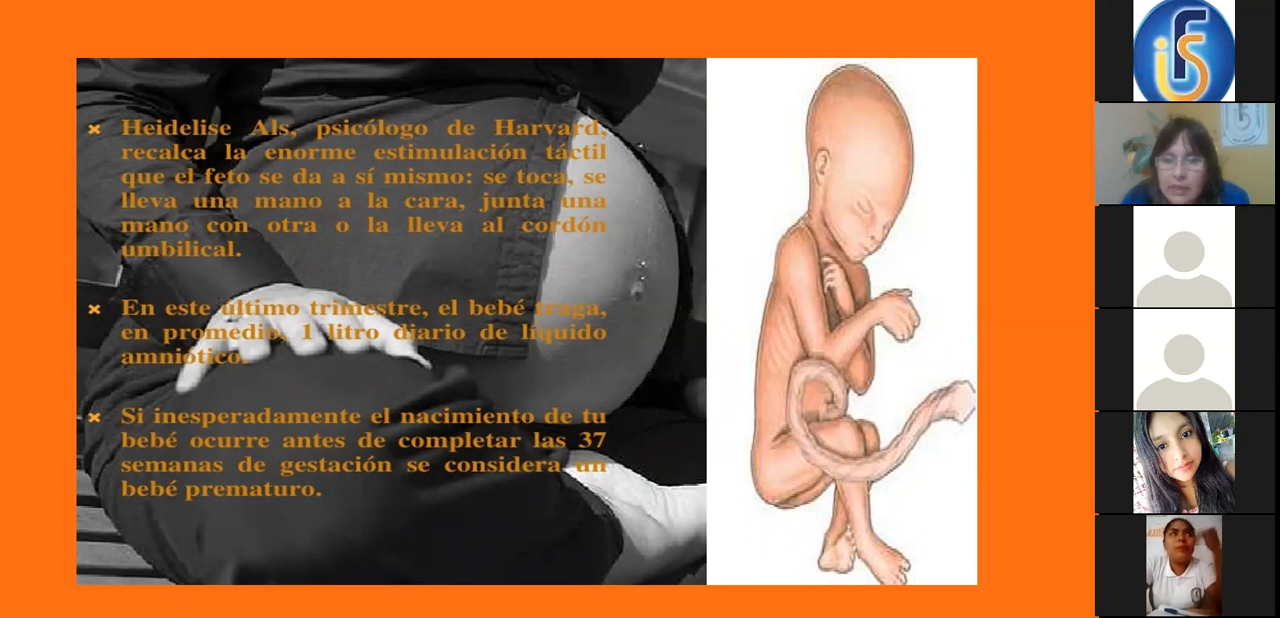 Heidelise Als, psicólogo de Harvard,
recalca la enorme estimulación táctil
que el feto se da a sí mismo: se toca, se
lleva una mano a la cara, junta una
mano con otra o la lleva al cordón
umbilical.
En este último trimestre, el bebé traga,
en promedio, 1 litro diario de líquido
amniótico.
Si inesperadamente el nacimiento de tu
bebé ocurre antes de completar las 37
semanas de gestación se considera un
bebé prematuro.
ifs